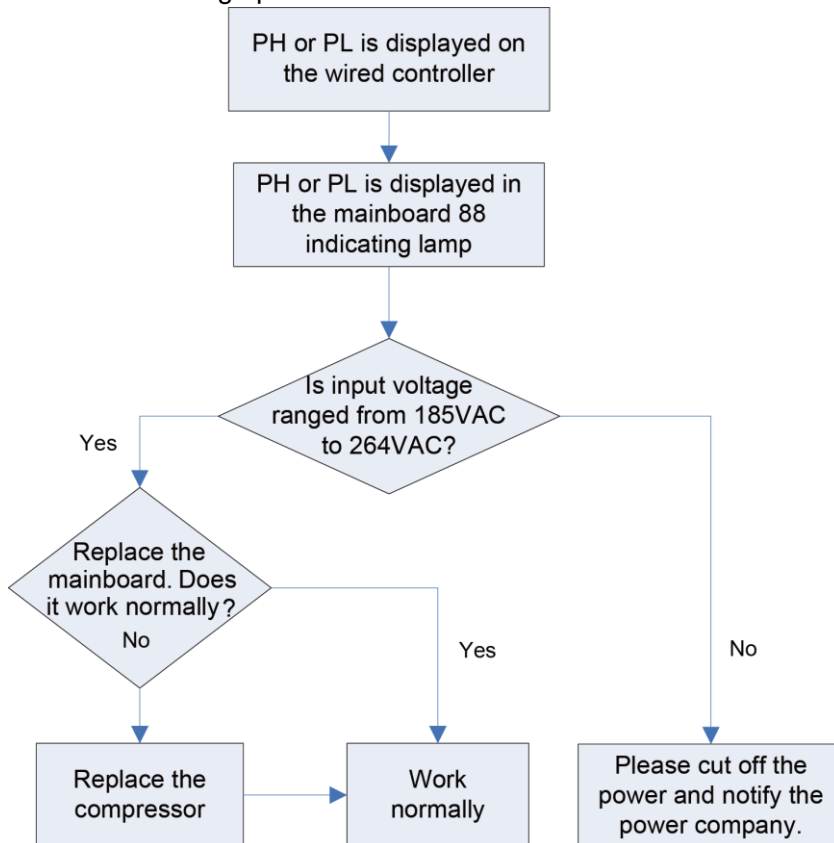 PH or PL is displayed on
the wired controller
PH or PL is displayed in
the mainboard 88
indicating lamp
Is input voltage
ranged from 185VAC
to 264VAC?
Yes
Replace the
mainboard. Does
it work normally?
No
Yes
No
Replace the
compressor
Work
normally
Please cut off the
power and notify the
power company.